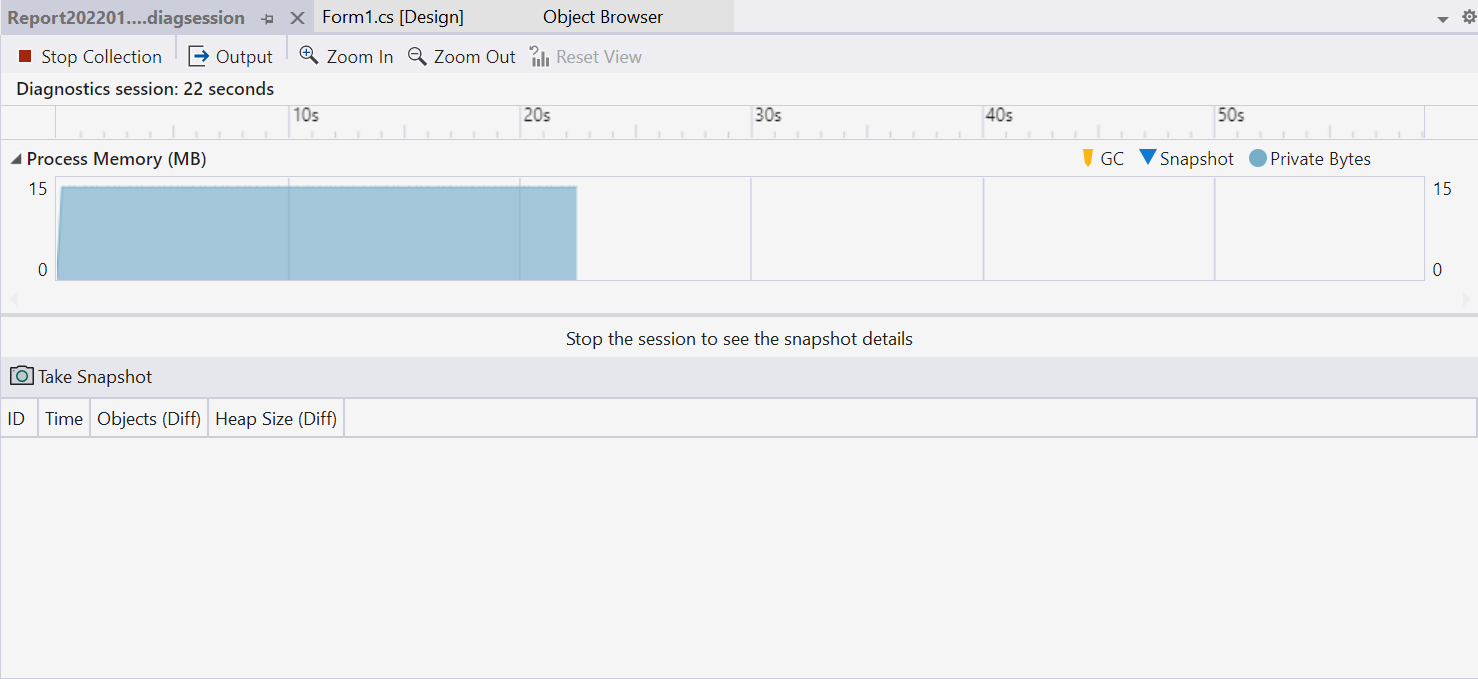 Report202201....diagsession Form1.cs [Design] Object Browser
Stop Collection Output Zoom In Zoom Out Reset View
Diagnostics session: 22 seconds
10s 20s 30s 40s 50s
Process Memory (MB) GC Snapshot Private Bytes
15 15
0 0
Stop the session to see the snapshot details
Take Snapshot
ID Time Objects (Diff) Heap Size (Diff)